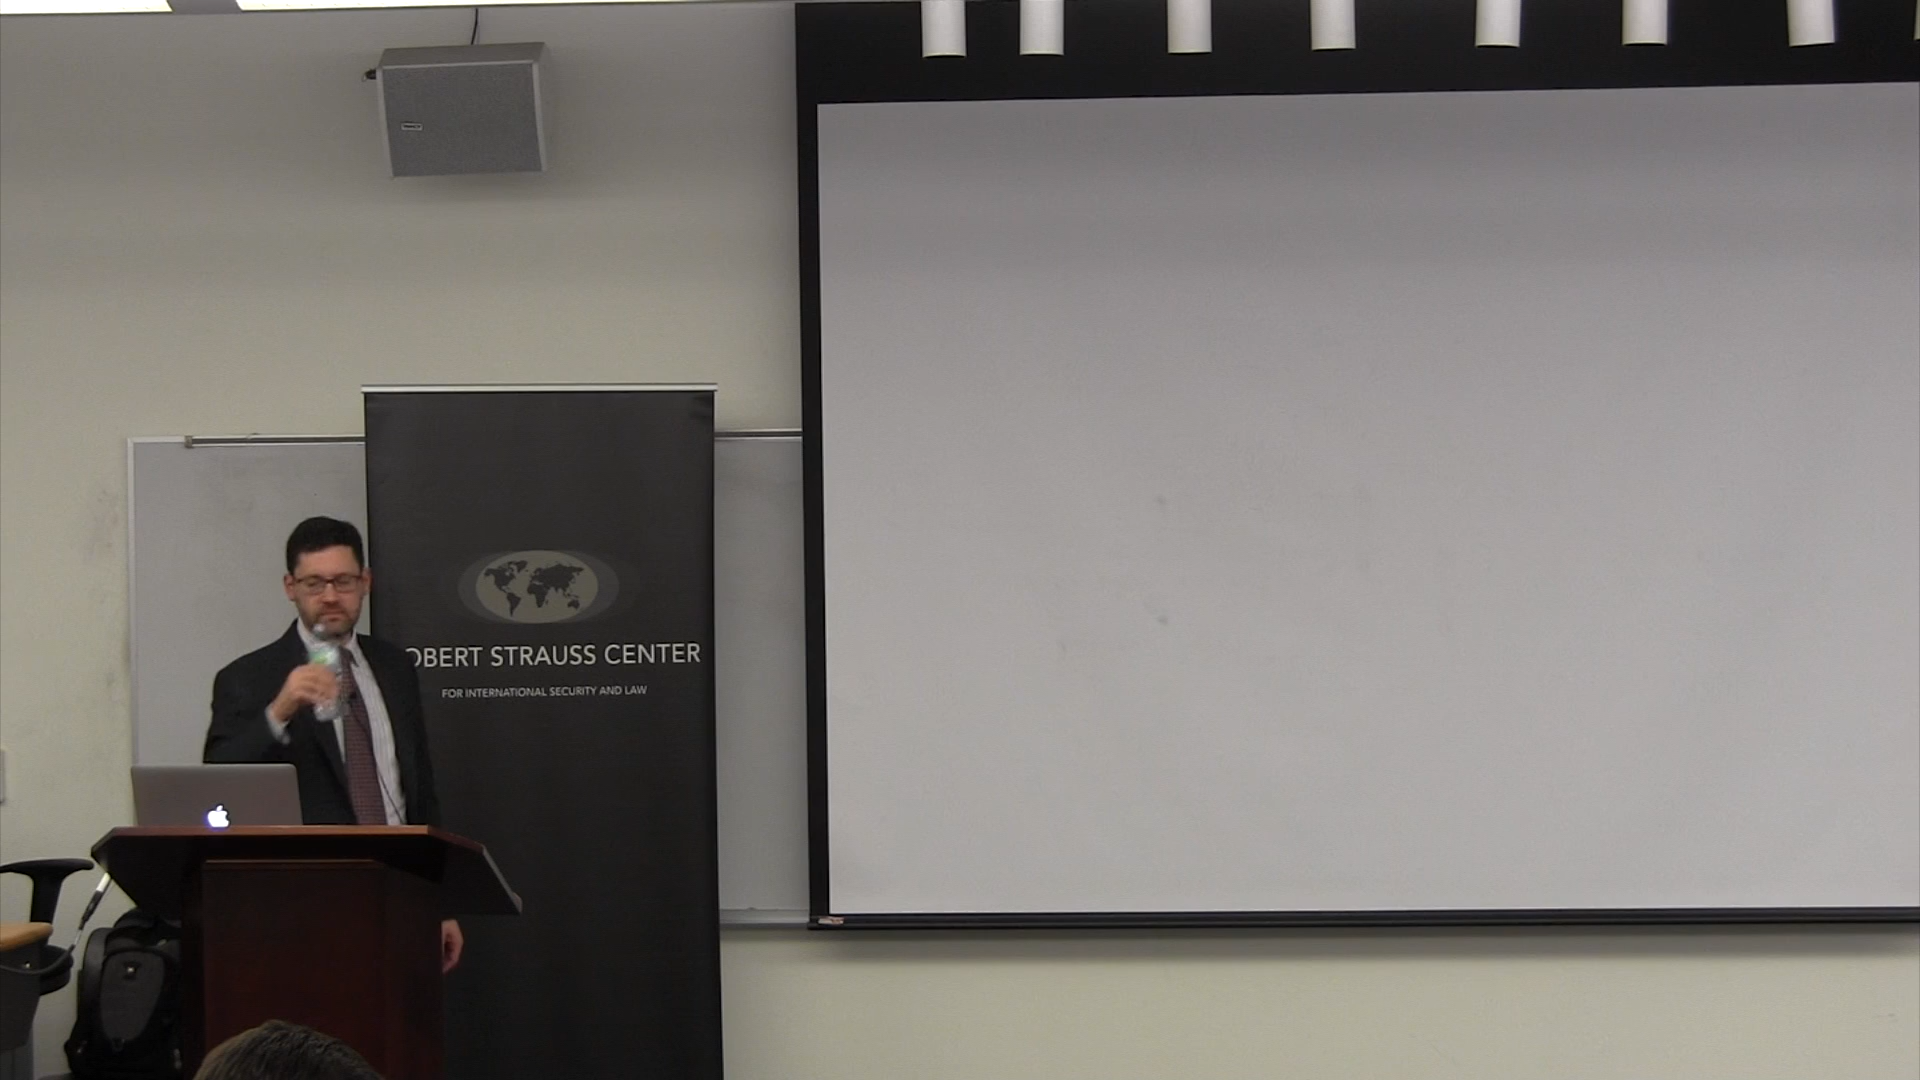 OBERT STRAUSS CENTER
FOR INTERNATIONAL SECURITY AND LAW